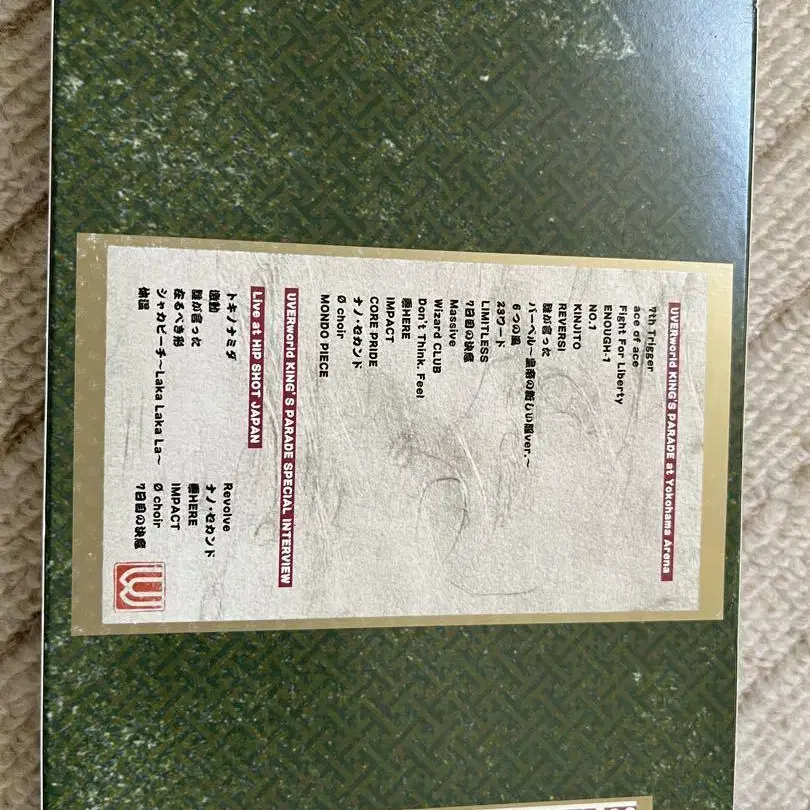 UVERworld KING'S PARADE at Yokohama Arena
7th Trigger
ace of ace
Fight For Liberty
ENOUGH-1
NO.1
KINJITO
REVERSI
誰が言った
バーベル〜皇帝の新しい服ver.〜
6つの風
23ワード
LIMITLESS
7日目の決意
Massive
Wizard CLUB
Don't Think. Feel
零HERE
IMPACT
CORE PRIDE
ナノ・セカンド
Ø choir
MONDO PIECE
UVERworld KING'S PARADE SPECIAL INTERVIEW
Live at HIP SHOT JAPAN
トキノナミダ
激動
誰が言った
在るべき形
シャカビーチ〜Laka Laka La〜
体温
Revolve
ナノ・セカンド
零HERE
IMPACT
Ø choir
7日目の決意